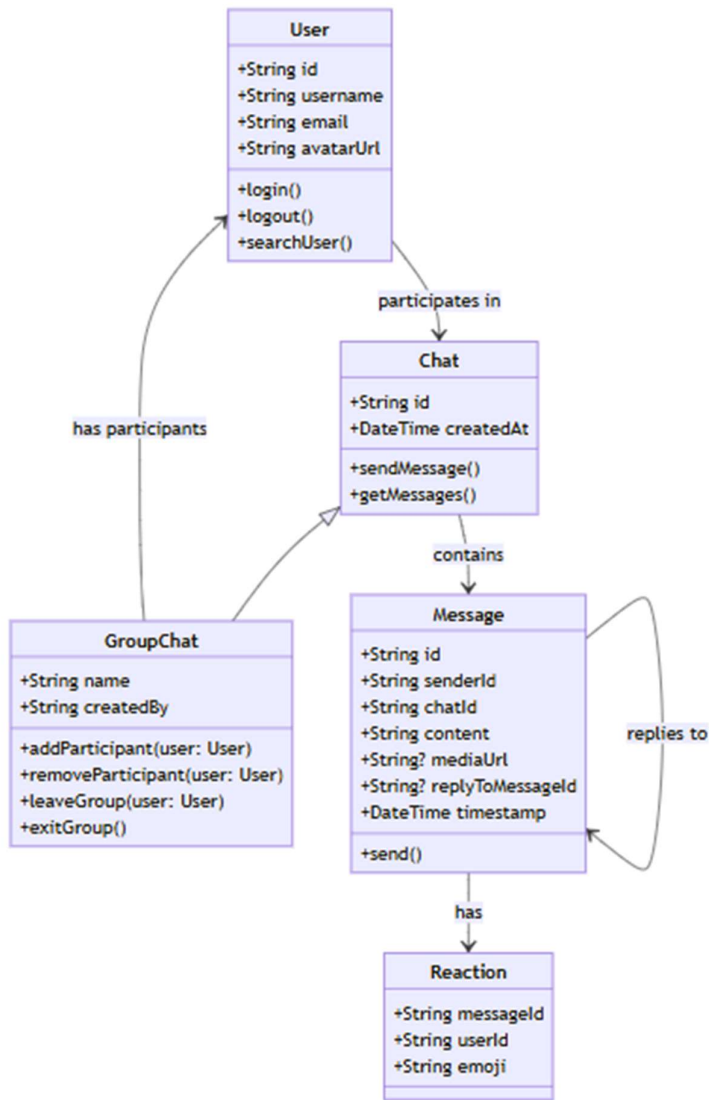 User
+String id
+String username
+String email
+String avatarUrl
+login()
+logout()
+searchUser()
participates in
has participants
Chat
+String id
+DateTime createdAt
+sendMessage()
+getMessages()
contains
GroupChat
+String name
+String createdBy
+addParticipant(user: User)
+removeParticipant(user: User)
+leaveGroup(user: User)
+exitGroup()
Message
+String id
+String senderId
+String chatId
+String content
+String? mediaUrl
+String? replyToMessageId
+DateTime timestamp
+send()
replies to
has
Reaction
+String messageId
+String userId
+String emoji